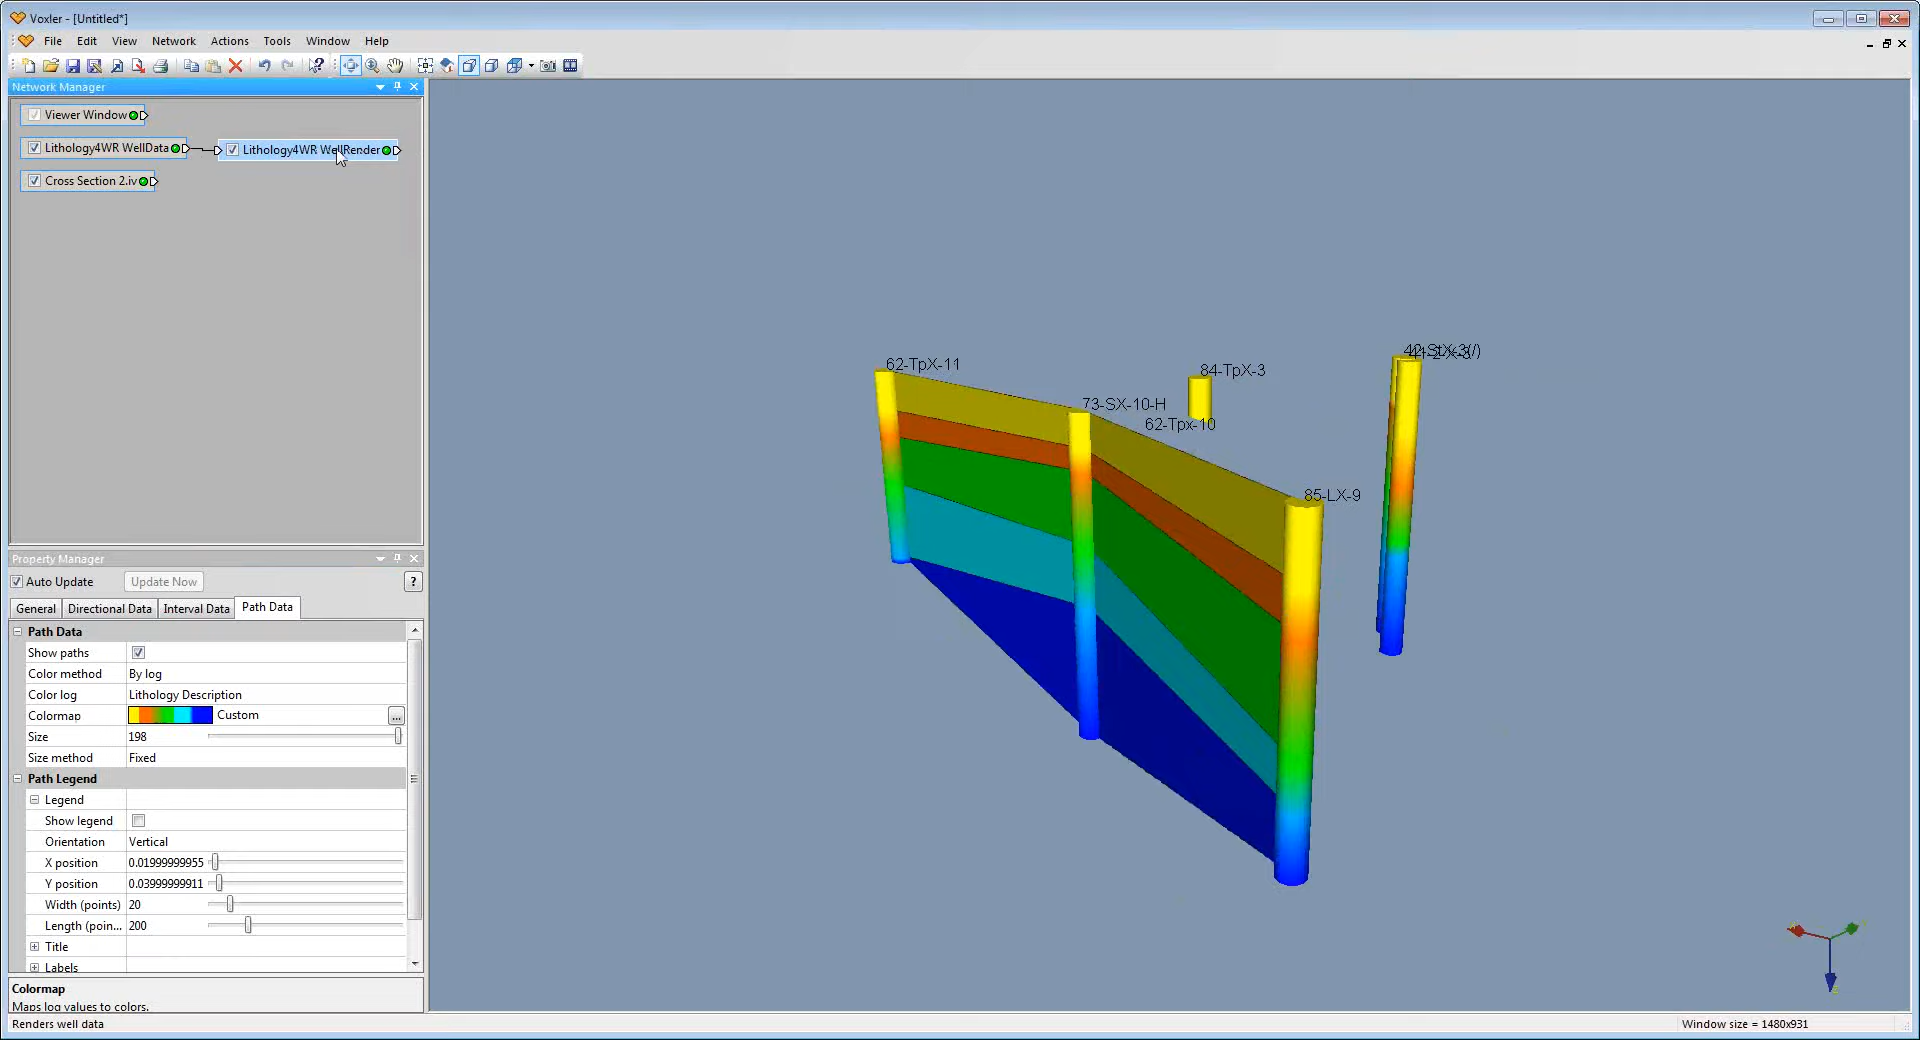 Voxler - [Untitled*]
File Edit View Network Actions Tools Window Help
Network Manager
Viewer Window
Lithology4WR WellData
Lithology4WR WellRender
Cross Section 2.iv
Property Manager
Auto Update Update Now ?
General Directional Data Interval Data Path Data
Path Data
Show paths
Color method By log
Color log Lithology Description
Colormap Custom ...
Size 198
Size method Fixed
Path Legend
Legend
Show legend
Orientation Vertical
X position 0.01999999955
Y position 0.03999999911
Width (points) 20
Length (poin... 200
Title
Labels
Colormap
Maps log values to colors.
Renders well data
Window size = 1480x931
62-TpX-11
73-SX-10-H
84-TpX-3
62-Tpx-10
85-LX-9